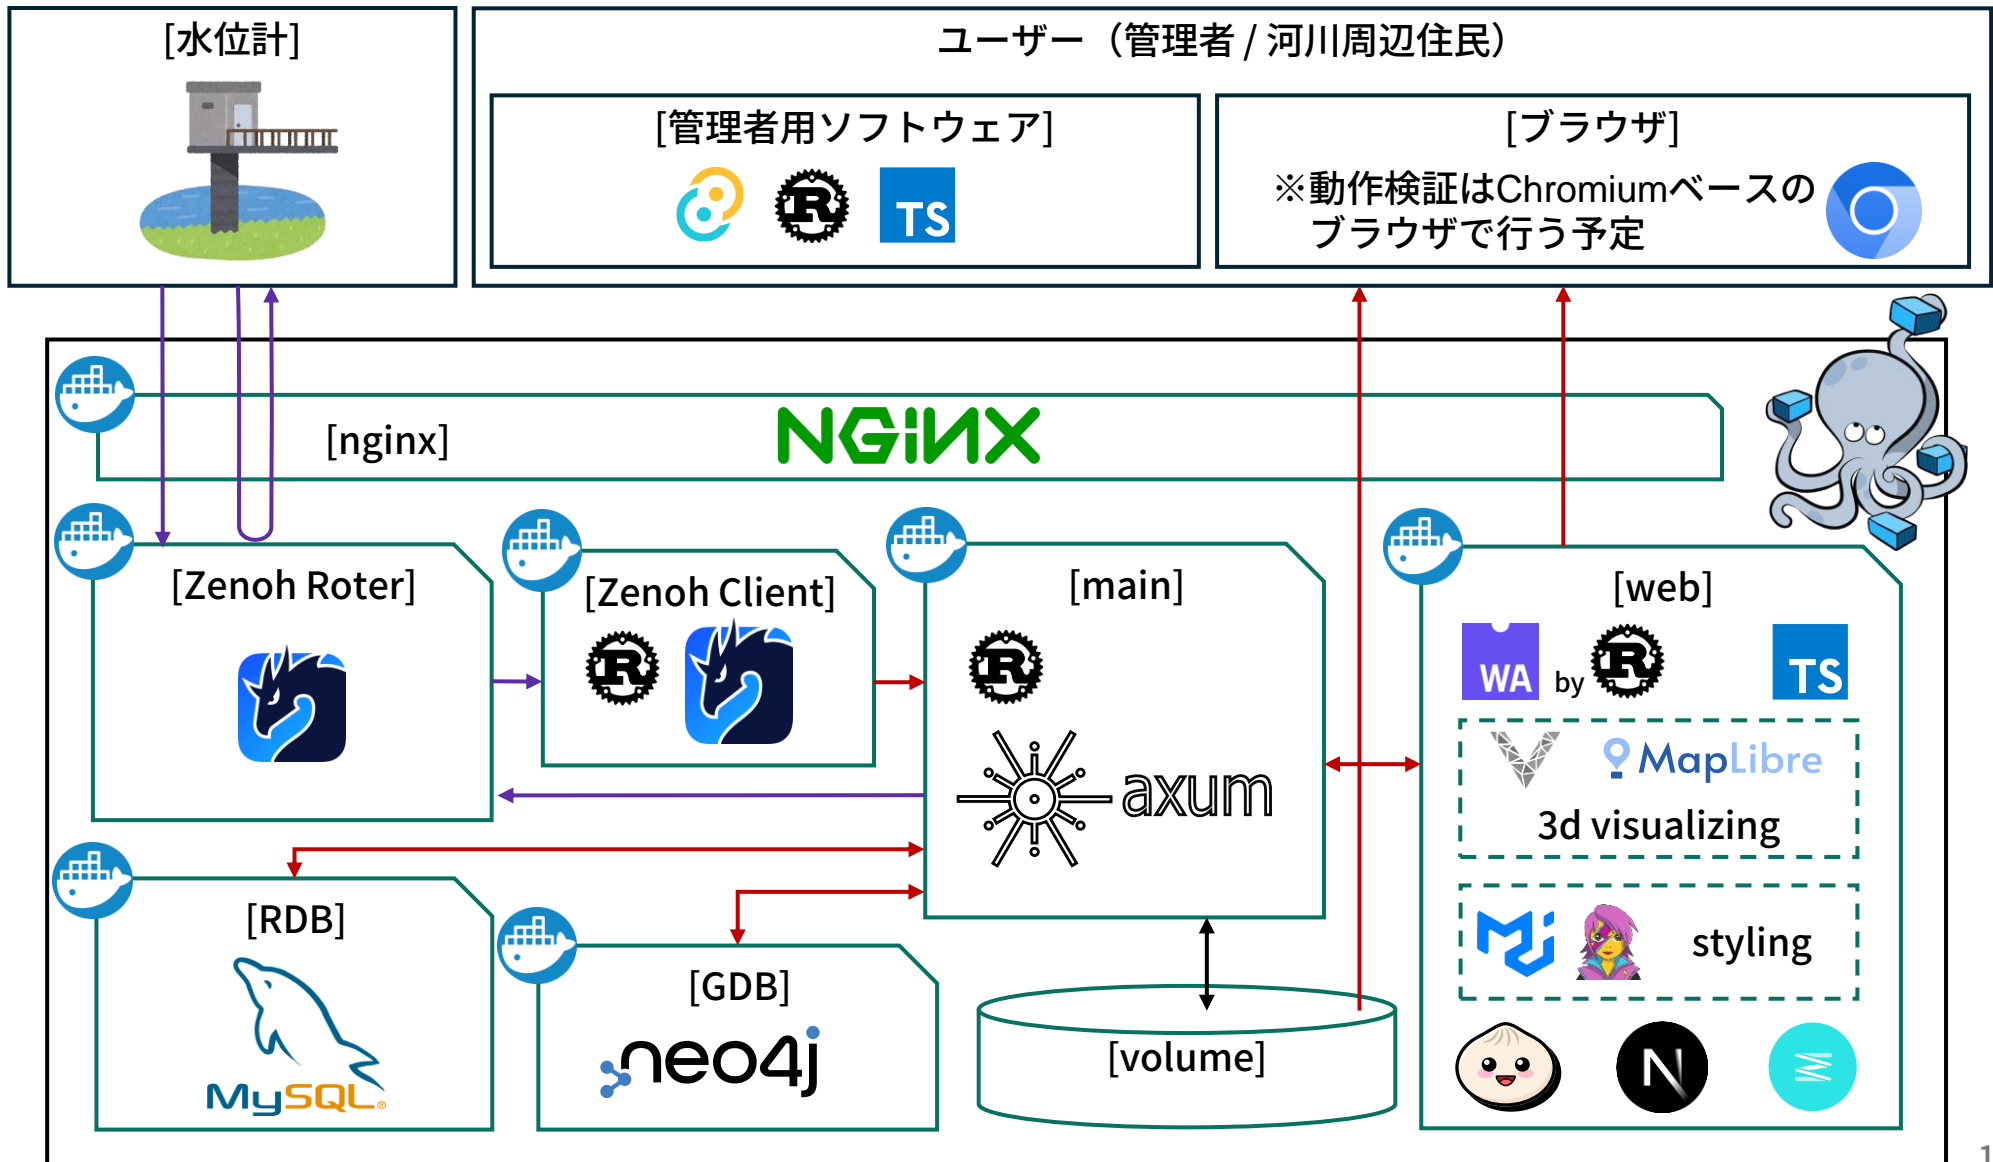 [水位計]
ユーザー（管理者 / 河川周辺住民）
[管理者用ソフトウェア]
R
TS
[ブラウザ]
※動作検証はChromiumベースの
ブラウザで行う予定
[nginx]
NGINX
[Zenoh Roter]
[Zenoh Client]
R
[main]
R
axum
[web]
WA
by
R
TS
MapLibre
3d visualizing
styling
N
[RDB]
MySQL®
[GDB]
neo4j
[volume]
1